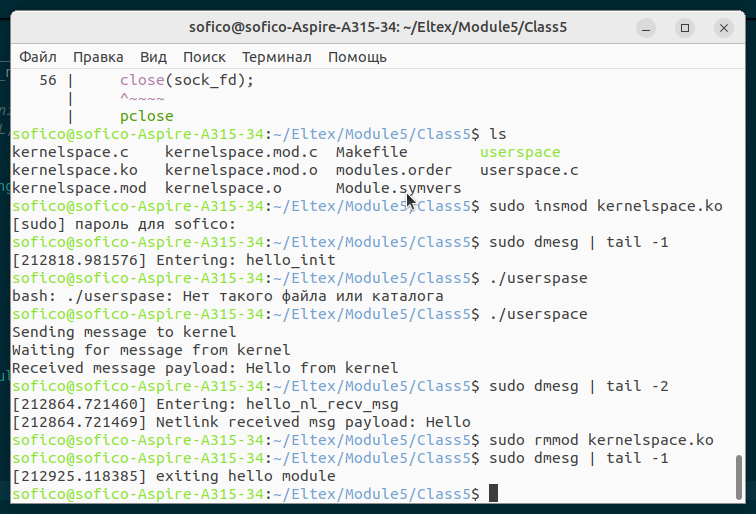 sofico@sofico-Aspire-A315-34: ~/Eltex/Module5/Class5
Файл Правка Вид Поиск Терминал Помощь
   56 |     close(sock_fd);
      |     ^~~~~
      |     pclose
sofico@sofico-Aspire-A315-34:~/Eltex/Module5/Class5$ ls
kernelspace.c    kernelspace.mod.c  Makefile       userspace
kernelspace.ko   kernelspace.mod.o  modules.order  userspace.c
kernelspace.mod  kernelspace.o      Module.symvers
sofico@sofico-Aspire-A315-34:~/Eltex/Module5/Class5$ sudo insmod kernelspace.ko
[sudo] пароль для sofico:
sofico@sofico-Aspire-A315-34:~/Eltex/Module5/Class5$ sudo dmesg | tail -1
[212818.981576] Entering: hello_init
sofico@sofico-Aspire-A315-34:~/Eltex/Module5/Class5$ ./userspase
bash: ./userspase: Нет такого файла или каталога
sofico@sofico-Aspire-A315-34:~/Eltex/Module5/Class5$ ./userspace
Sending message to kernel
Waiting for message from kernel
Received message payload: Hello from kernel
sofico@sofico-Aspire-A315-34:~/Eltex/Module5/Class5$ sudo dmesg | tail -2
[212864.721460] Entering: hello_nl_recv_msg
[212864.721469] Netlink received msg payload: Hello
sofico@sofico-Aspire-A315-34:~/Eltex/Module5/Class5$ sudo rmmod kernelspace.ko
sofico@sofico-Aspire-A315-34:~/Eltex/Module5/Class5$ sudo dmesg | tail -1
[212925.118385] exiting hello module
sofico@sofico-Aspire-A315-34:~/Eltex/Module5/Class5$